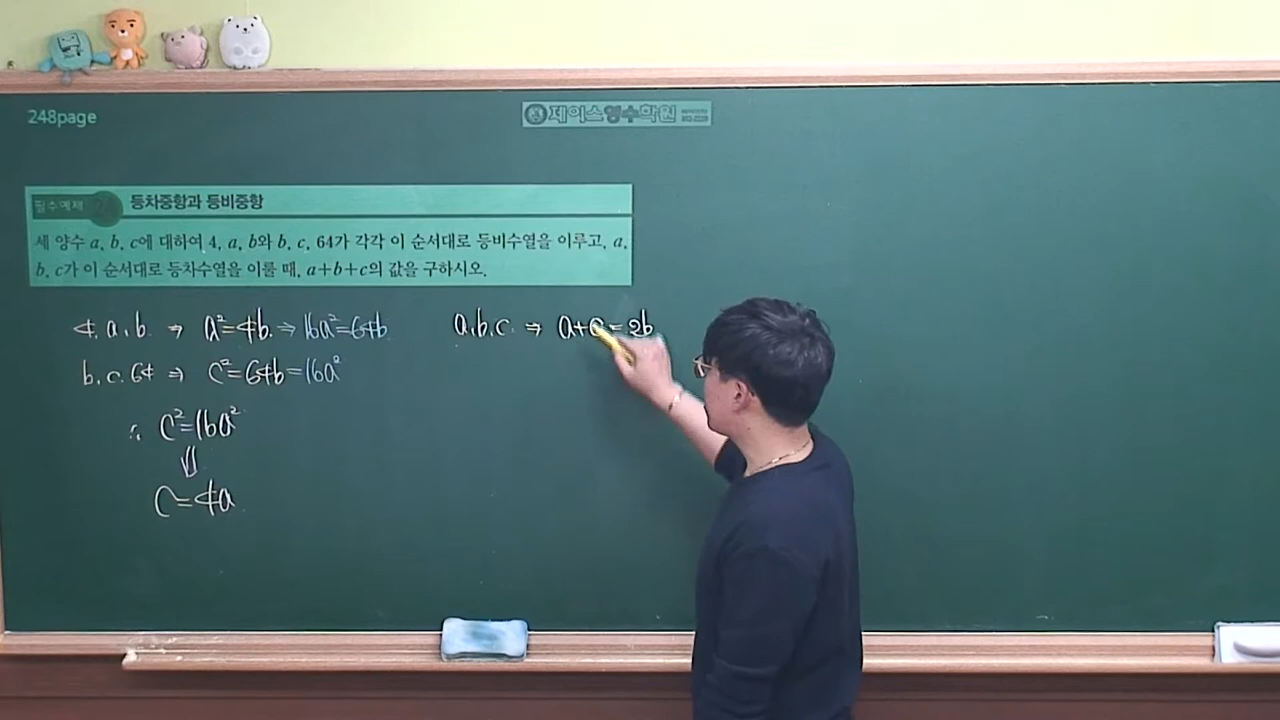 248page
제이스영수학원
필수예제
등차중항과 등비중항
세 양수 a, b, c에 대하여 4, a, b와 b, c, 64가 각각 이 순서대로 등비수열을 이루고, a,
b, c가 이 순서대로 등차수열을 이룰 때, a+b+c의 값을 구하시오.
4. a, b. ⇒ a²=4b. ⇒ 16a²=64b
b. c. 64 ⇒ c²=64b=16a²
∴ c²=16a²
⇓
c=4a
a, b, c. ⇒ a+c=2b